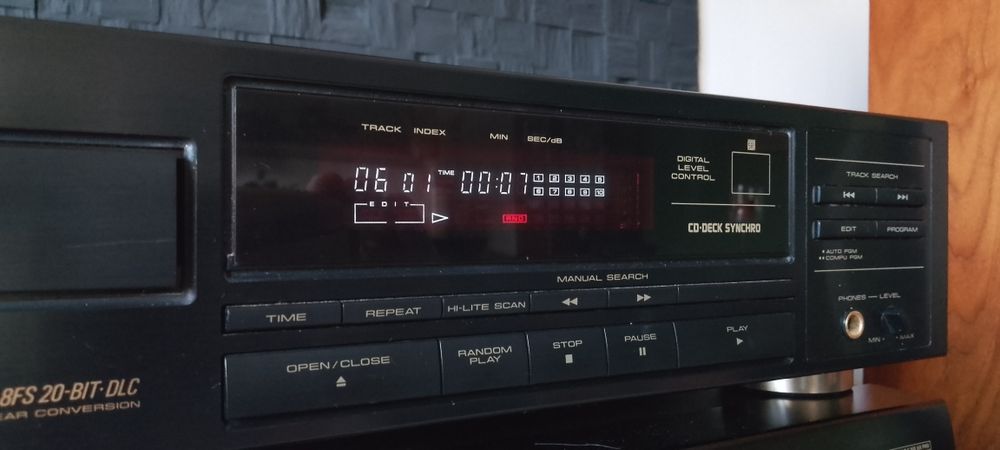 TRACK INDEX MIN SEC/dB
06 01 TIME 00:07 1 2 3 4 5
6 7 8 9 10
EDIT
RND
DIGITAL
LEVEL
CONTROL
CD·DECK SYNCHRO
TRACK SEARCH
EDIT PROGRAM
• AUTO PGM
•• COMPU PGM
PHONES — LEVEL
MIN • • MAX
MANUAL SEARCH
TIME REPEAT HI-LITE SCAN
OPEN/CLOSE
RANDOM
PLAY
STOP
PAUSE
PLAY
8FS 20-BIT·DLC
EAR CONVERSION